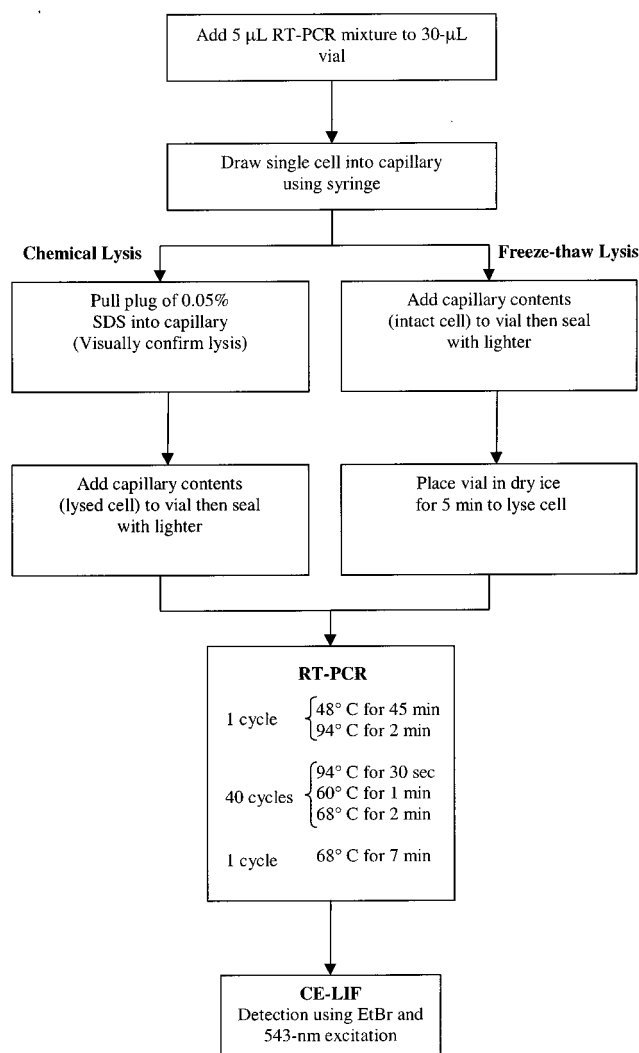 Add 5 μL RT-PCR mixture to 30-μL
vial
Draw single cell into capillary
using syringe
Chemical Lysis
Freeze-thaw Lysis
Pull plug of 0.05%
SDS into capillary
(Visually confirm lysis)
Add capillary contents
(intact cell) to vial then seal
with lighter
Add capillary contents
(lysed cell) to vial then seal
with lighter
Place vial in dry ice
for 5 min to lyse cell
RT-PCR
1 cycle
48° C for 45 min
94° C for 2 min
40 cycles
94° C for 30 sec
60° C for 1 min
68° C for 2 min
1 cycle
68° C for 7 min
CE-LIF
Detection using EtBr and
543-nm excitation